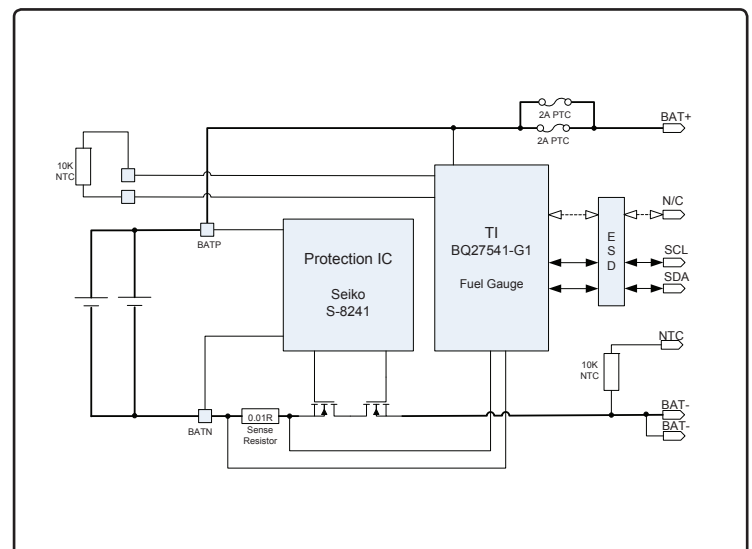 2A PTC
2A PTC
BAT+
10K
NTC
N/C
BATP
Protection IC
Seiko
S-8241
TI
BQ27541-G1
Fuel Gauge
E
S
D
SCL
SDA
NTC
10K
NTC
BATN
0.01R
Sense
Resistor
BAT-
BAT-